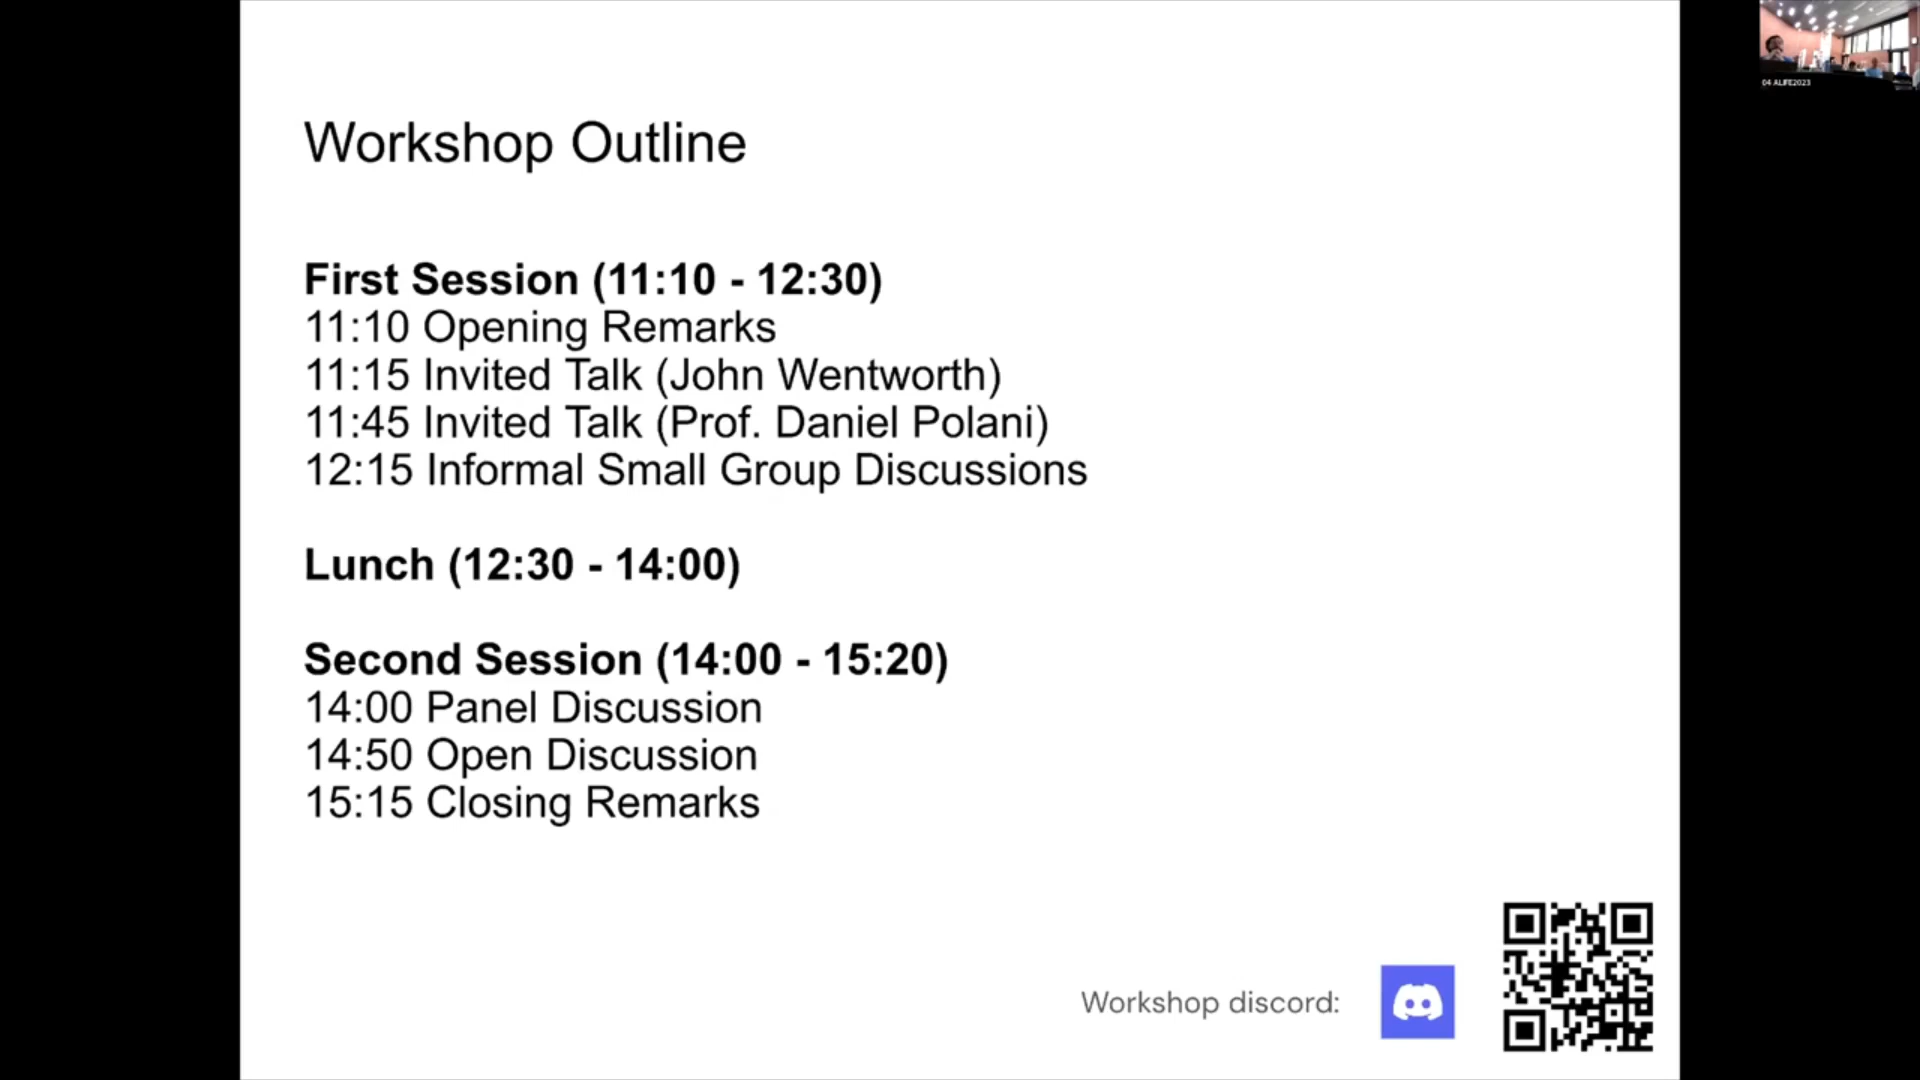 Workshop Outline
First Session (11:10 - 12:30)
11:10 Opening Remarks
11:15 Invited Talk (John Wentworth)
11:45 Invited Talk (Prof. Daniel Polani)
12:15 Informal Small Group Discussions
Lunch (12:30 - 14:00)
Second Session (14:00 - 15:20)
14:00 Panel Discussion
14:50 Open Discussion
15:15 Closing Remarks
Workshop discord:
04 ALIFE2023